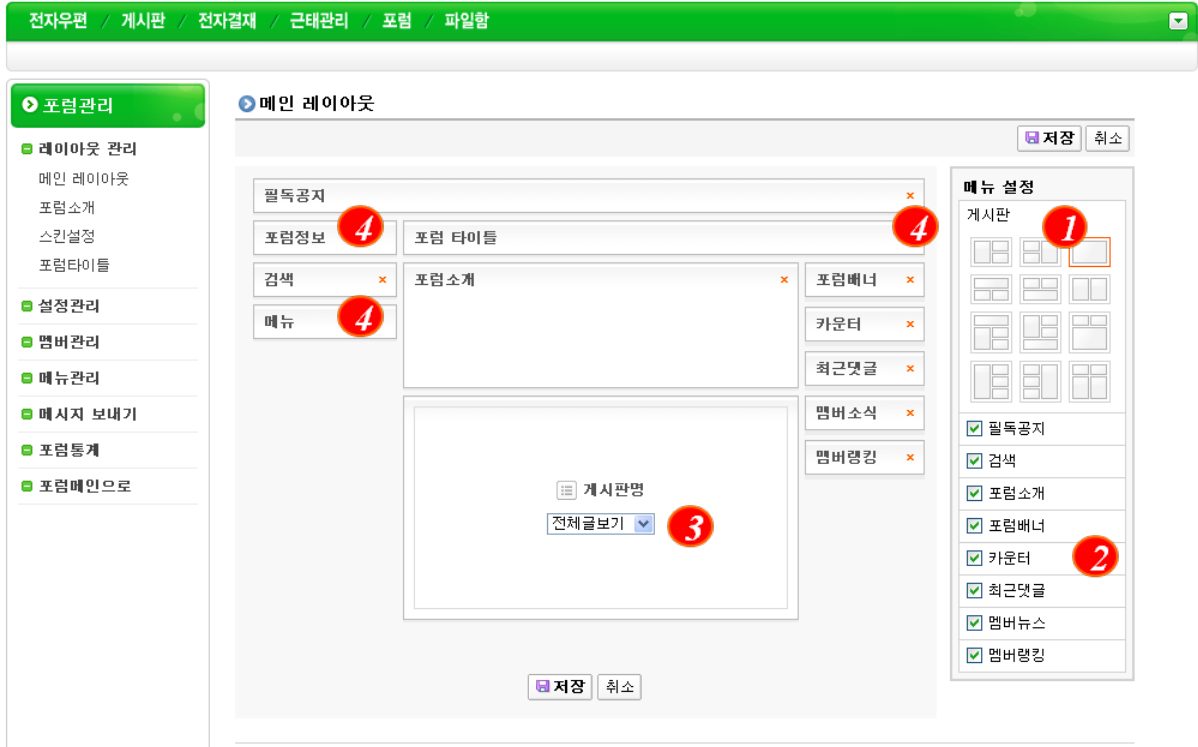 전자우편 / 게시판 / 전자결재 / 근태관리 / 포럼 / 파일함
포럼관리
레이아웃 관리
메인 레이아웃
포럼소개
스킨설정
포럼타이틀
설정관리
멤버관리
메뉴관리
메시지 보내기
포럼통계
포럼메인으로
메인 레이아웃
저장 취소
필독공지 ×
포럼정보 4
포럼 타이틀 4
검색 ×
포럼소개 ×
포럼배너 ×
메뉴 4
카운터 ×
최근댓글 ×
멤버소식 ×
멤버랭킹 ×
게시판명
전체글보기 3
저장 취소
메뉴 설정
게시판 1
필독공지
검색
포럼소개
포럼배너
카운터 2
최근댓글
멤버뉴스
멤버랭킹